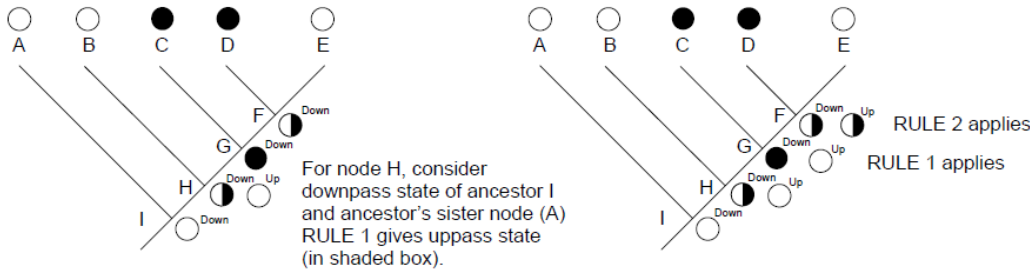 A B C D E
A B C D E
F Down
G Down
H Down Up
I Down
For node H, consider
downpass state of ancestor I
and ancestor's sister node (A)
RULE 1 gives uppass state
(in shaded box).
F Down Up
RULE 2 applies
G Down Up
RULE 1 applies
H Down Up
I Down